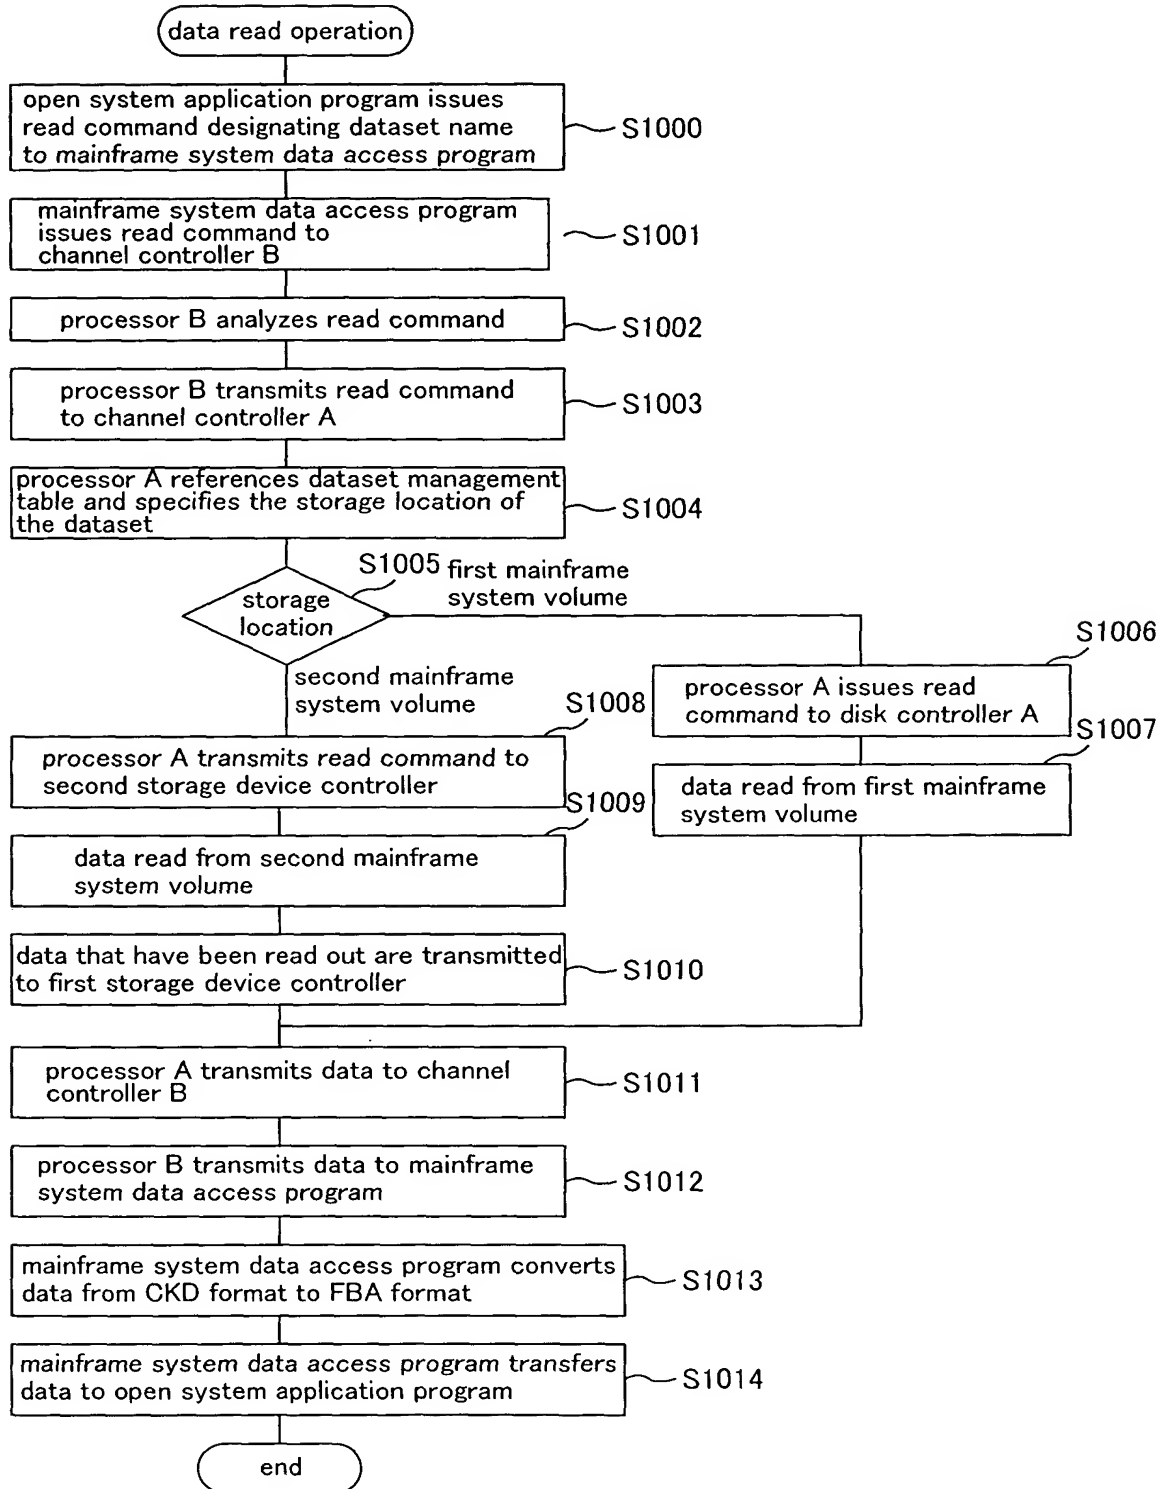 data read operation
open system application program issues
read command designating dataset name
to mainframe system data access program
S1000
mainframe system data access program
issues read command to
channel controller B
S1001
processor B analyzes read command
S1002
processor B transmits read command
to channel controller A
S1003
processor A references dataset management
table and specifies the storage location of
the dataset
S1004
S1005
storage
location
first mainframe
system volume
second mainframe
system volume
S1006
processor A issues read
command to disk controller A
S1007
data read from first mainframe
system volume
S1008
processor A transmits read command to
second storage device controller
S1009
data read from second mainframe
system volume
data that have been read out are transmitted
to first storage device controller
S1010
processor A transmits data to channel
controller B
S1011
processor B transmits data to mainframe
system data access program
S1012
mainframe system data access program converts
data from CKD format to FBA format
S1013
mainframe system data access program transfers
data to open system application program
S1014
end